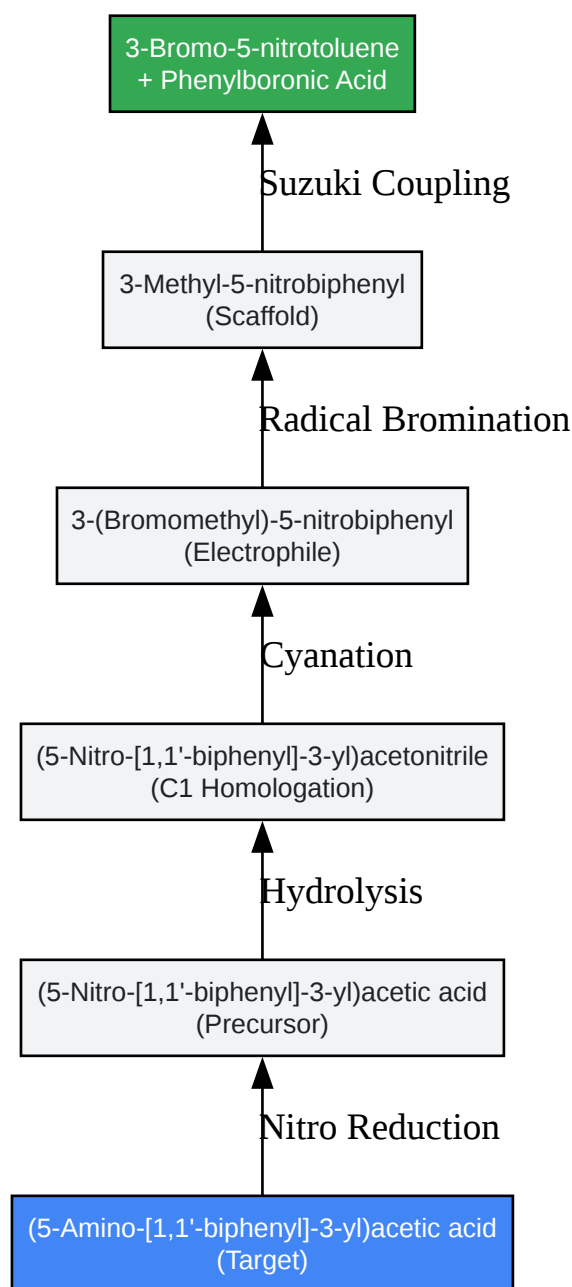 3-Bromo-5-nitrotoluene
+ Phenylboronic Acid
Suzuki Coupling
3-Methyl-5-nitrobiphenyl
(Scaffold)
Radical Bromination
3-(Bromomethyl)-5-nitrobiphenyl
(Electrophile)
Cyanation
(5-Nitro-[1,1'-biphenyl]-3-yl)acetonitrile
(C1 Homologation)
Hydrolysis
(5-Nitro-[1,1'-biphenyl]-3-yl)acetic acid
(Precursor)
Nitro Reduction
(5-Amino-[1,1'-biphenyl]-3-yl)acetic acid
(Target)